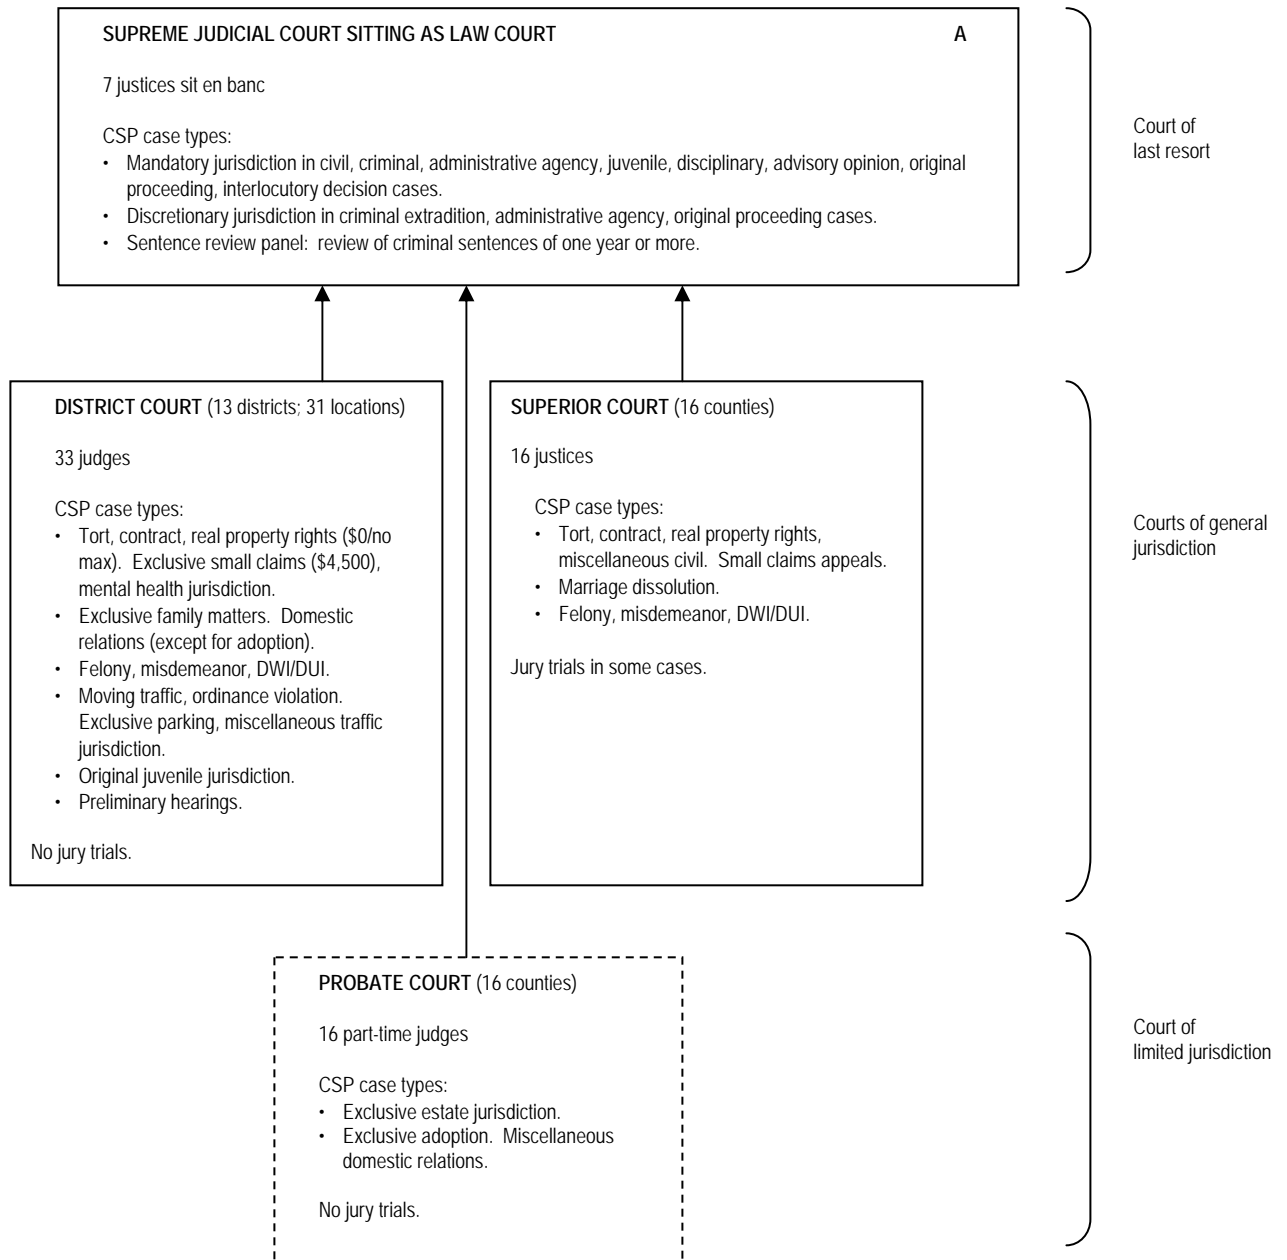 SUPREME JUDICIAL COURT SITTING AS LAW COURT A
7 justices sit en banc
CSP case types:
• Mandatory jurisdiction in civil, criminal, administrative agency, juvenile, disciplinary, advisory opinion, original
proceeding, interlocutory decision cases.
• Discretionary jurisdiction in criminal extradition, administrative agency, original proceeding cases.
• Sentence review panel: review of criminal sentences of one year or more.
Court of
last resort
DISTRICT COURT (13 districts; 31 locations)
33 judges
CSP case types:
• Tort, contract, real property rights ($0/no
max). Exclusive small claims ($4,500),
mental health jurisdiction.
• Exclusive family matters. Domestic
relations (except for adoption).
• Felony, misdemeanor, DWI/DUI.
• Moving traffic, ordinance violation.
Exclusive parking, miscellaneous traffic
jurisdiction.
• Original juvenile jurisdiction.
• Preliminary hearings.
No jury trials.
SUPERIOR COURT (16 counties)
16 justices
CSP case types:
• Tort, contract, real property rights,
miscellaneous civil. Small claims appeals.
• Marriage dissolution.
• Felony, misdemeanor, DWI/DUI.
Jury trials in some cases.
Courts of general
jurisdiction
PROBATE COURT (16 counties)
16 part-time judges
CSP case types:
• Exclusive estate jurisdiction.
• Exclusive adoption. Miscellaneous
domestic relations.
No jury trials.
Court of
limited jurisdiction